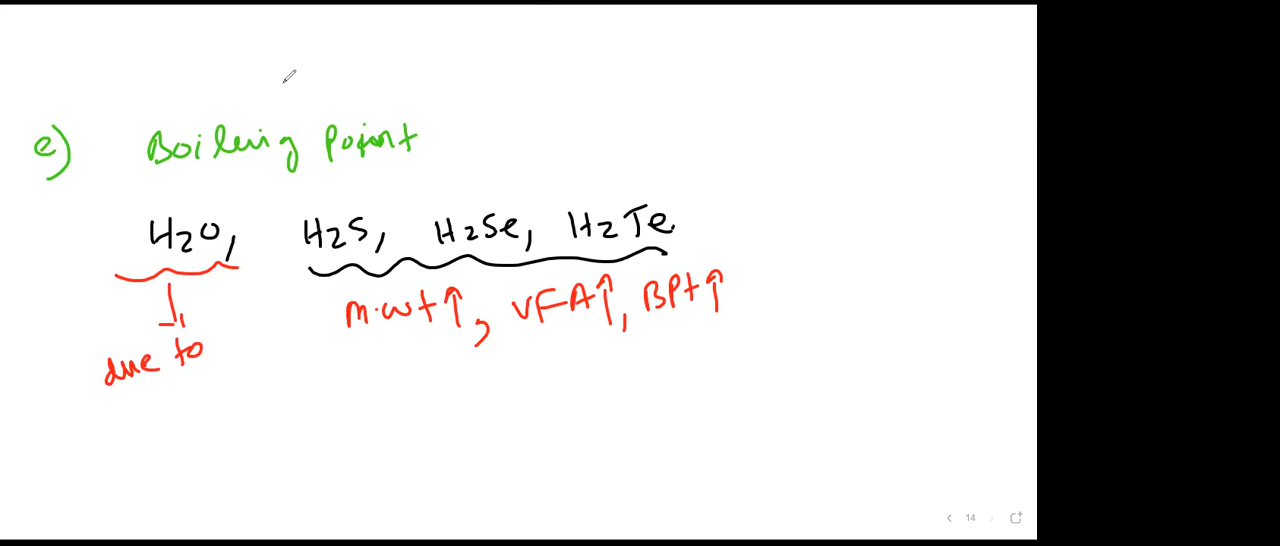 e) Boiling Point
H2O, H2S, H2Se, H2Te
m.wt↑, VFA↑, BPt↑
due to
14